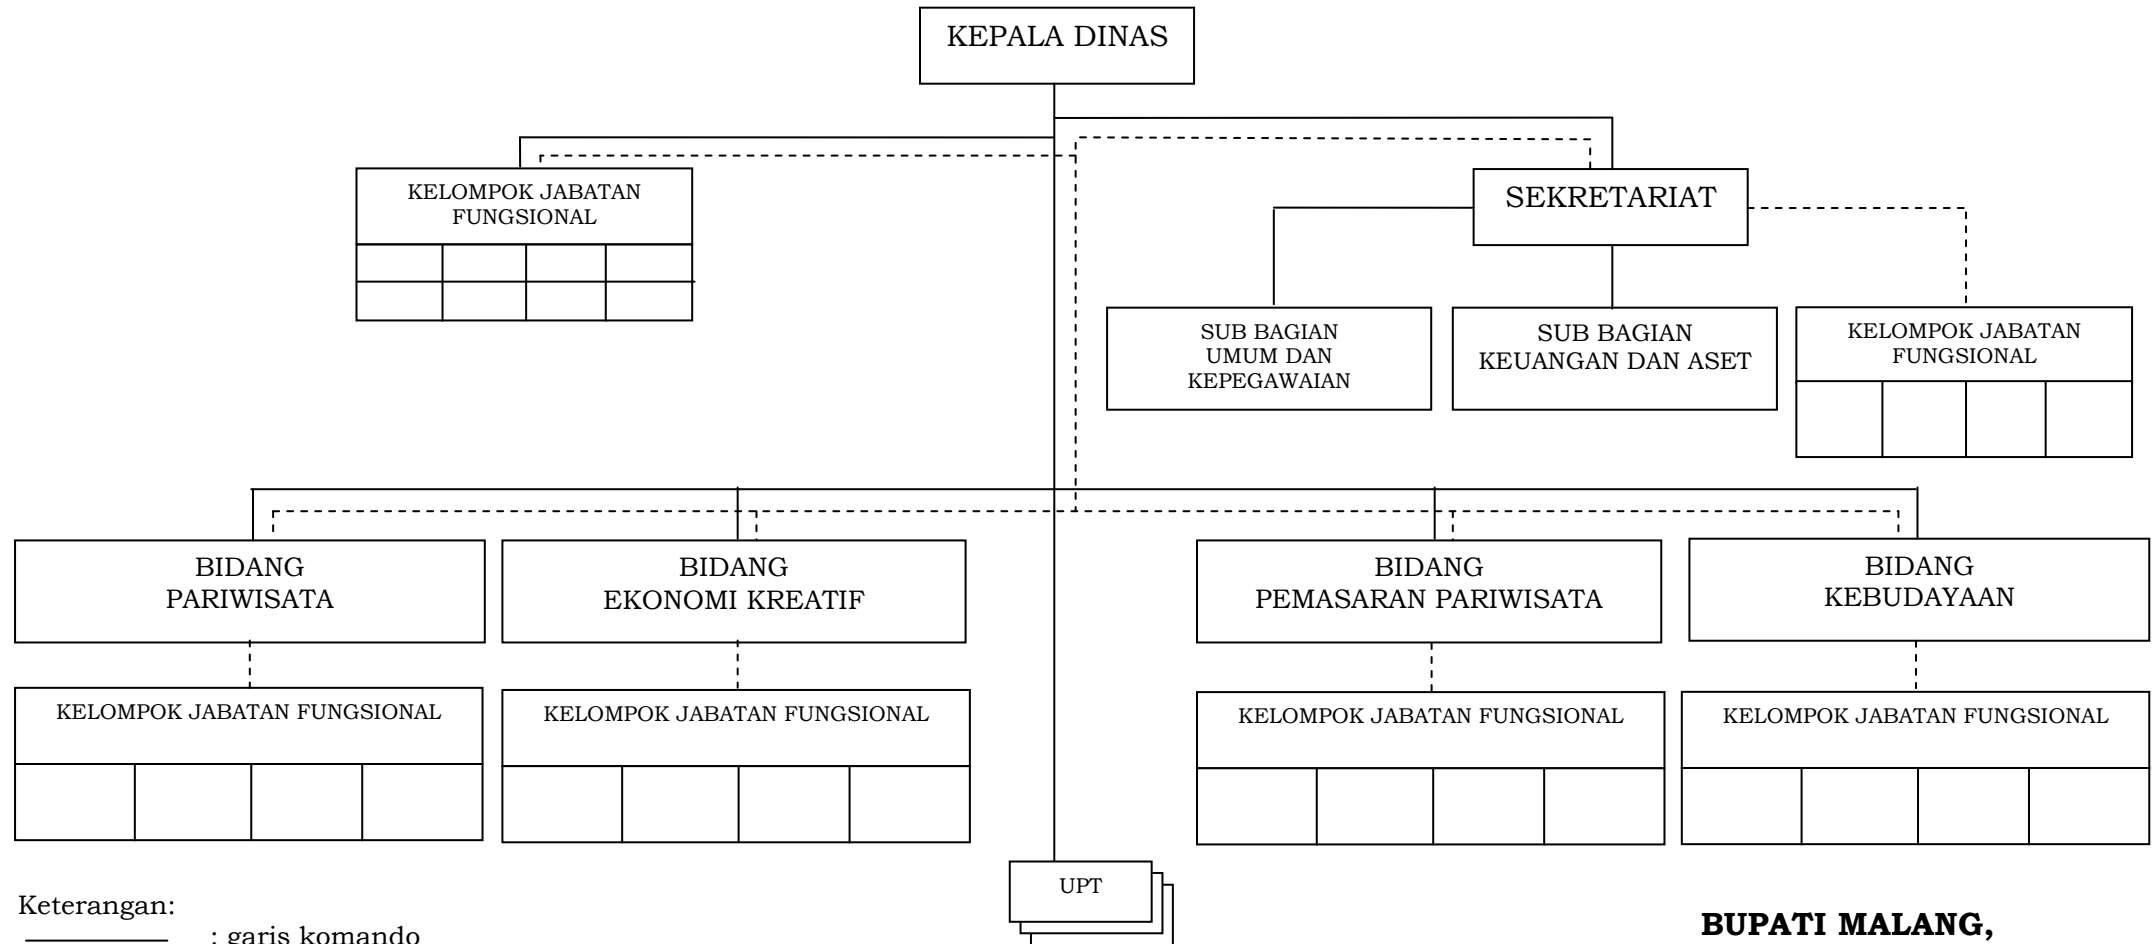 KEPALA DINAS
KELOMPOK JABATAN
FUNGSIONAL
SEKRETARIAT
SUB BAGIAN
UMUM DAN
KEPEGAWAIAN
SUB BAGIAN
KEUANGAN DAN ASET
KELOMPOK JABATAN
FUNGSIONAL
BIDANG
PARIWISATA
BIDANG
EKONOMI KREATIF
BIDANG
PEMASARAN PARIWISATA
BIDANG
KEBUDAYAAN
KELOMPOK JABATAN FUNGSIONAL
KELOMPOK JABATAN FUNGSIONAL
KELOMPOK JABATAN FUNGSIONAL
KELOMPOK JABATAN FUNGSIONAL
UPT
Keterangan:
: garis komando
BUPATI MALANG,